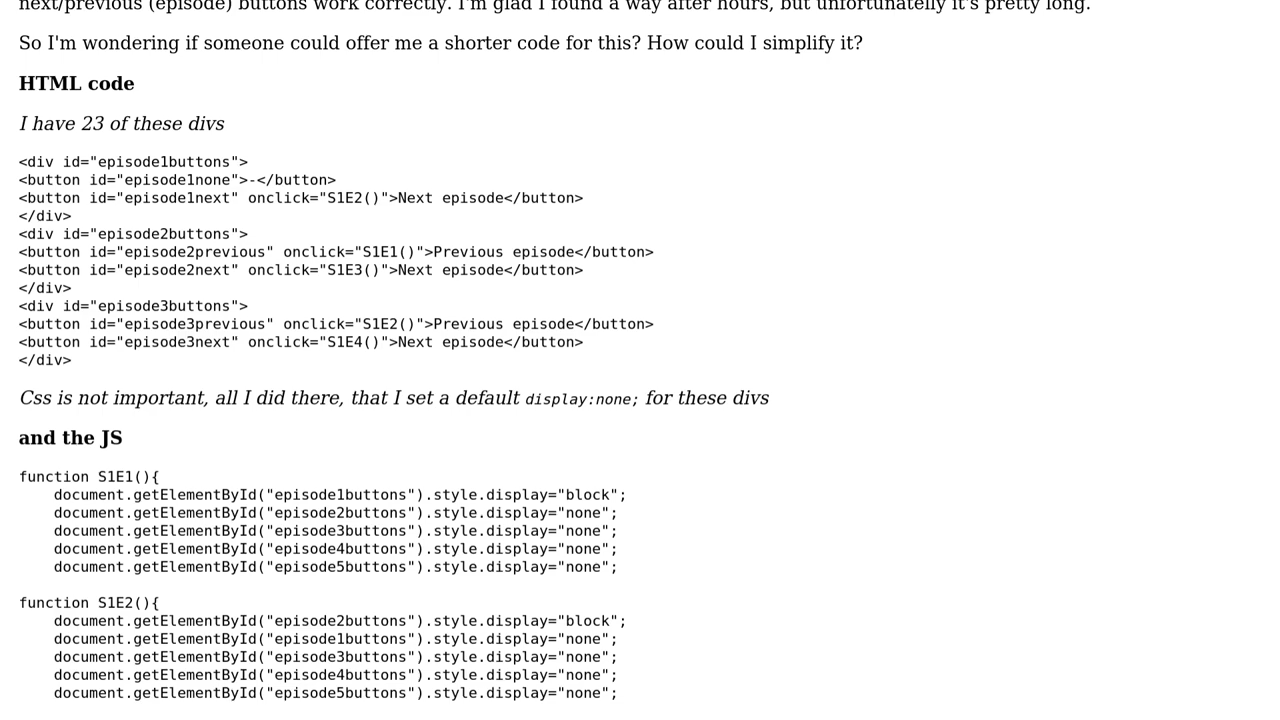 next/previous (episode) buttons work correctly. I'm glad I found a way after hours, but unfortunatelly it's pretty long.
So I'm wondering if someone could offer me a shorter code for this? How could I simplify it?
HTML code
I have 23 of these divs
<div id="episode1buttons">
<button id="episode1none">-</button>
<button id="episode1next" onclick="S1E2()">Next episode</button>
</div>
<div id="episode2buttons">
<button id="episode2previous" onclick="S1E1()">Previous episode</button>
<button id="episode2next" onclick="S1E3()">Next episode</button>
</div>
<div id="episode3buttons">
<button id="episode3previous" onclick="S1E2()">Previous episode</button>
<button id="episode3next" onclick="S1E4()">Next episode</button>
</div>
Css is not important, all I did there, that I set a default display:none; for these divs
and the JS
function S1E1(){
    document.getElementById("episode1buttons").style.display="block";
    document.getElementById("episode2buttons").style.display="none";
    document.getElementById("episode3buttons").style.display="none";
    document.getElementById("episode4buttons").style.display="none";
    document.getElementById("episode5buttons").style.display="none";
function S1E2(){
    document.getElementById("episode2buttons").style.display="block";
    document.getElementById("episode1buttons").style.display="none";
    document.getElementById("episode3buttons").style.display="none";
    document.getElementById("episode4buttons").style.display="none";
    document.getElementById("episode5buttons").style.display="none";